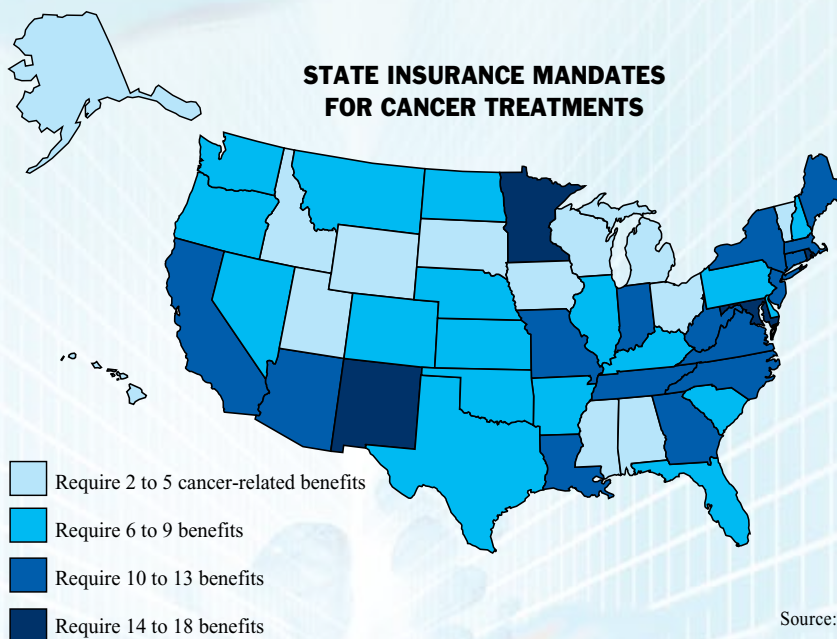 STATE INSURANCE MANDATES
FOR CANCER TREATMENTS
Require 2 to 5 cancer-related benefits
Require 6 to 9 benefits
Require 10 to 13 benefits
Require 14 to 18 benefits
Source: